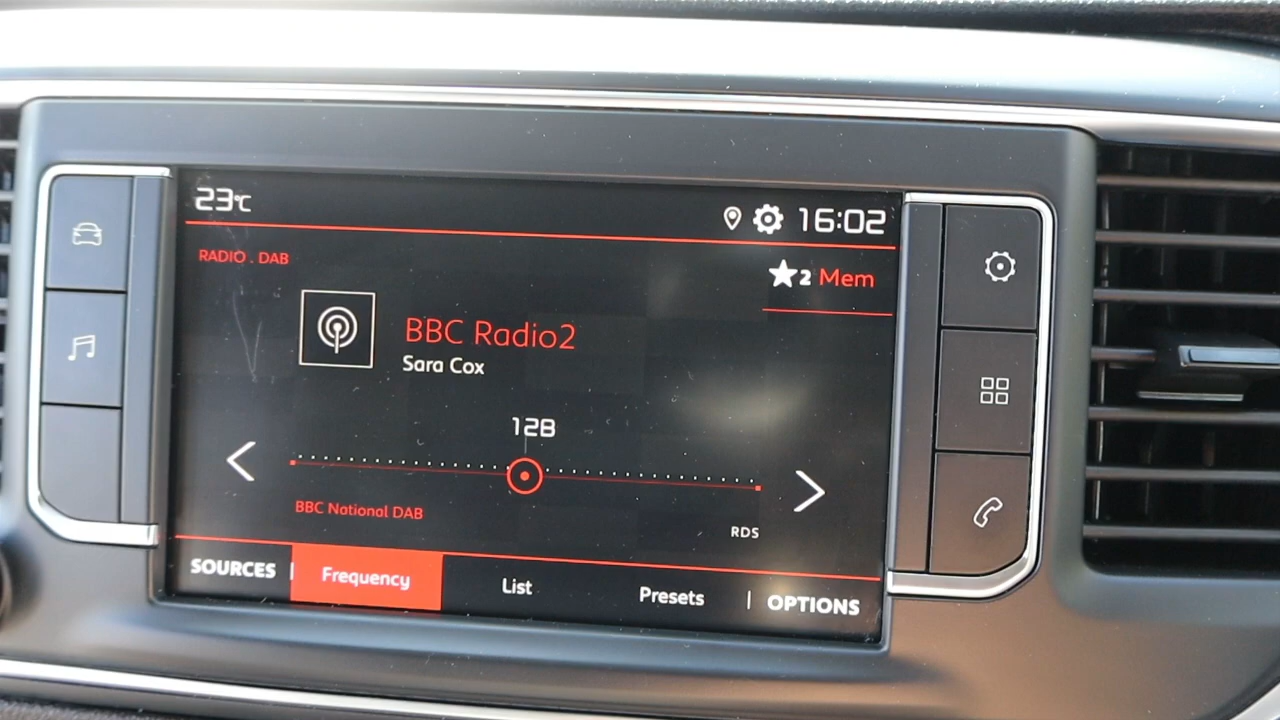 23°C 16:02
RADIO . DAB
2 Mem
BBC Radio2
Sara Cox
12B
BBC National DAB
RDS
SOURCES | Frequency List Presets | OPTIONS